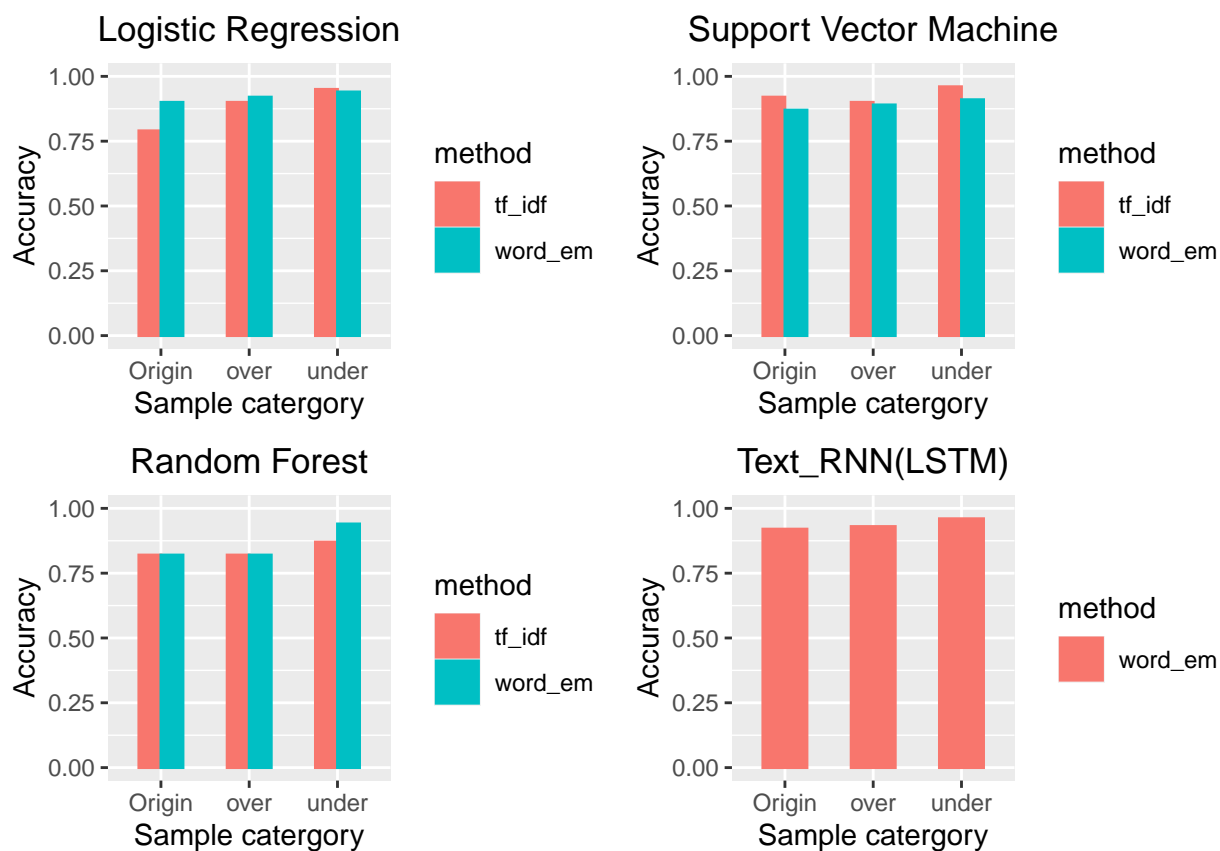 Logistic Regression
1.00
0.75
0.50
0.25
0.00
Accuracy
Origin over under
Sample catergory
method
tf_idf
word_em
Support Vector Machine
1.00
0.75
0.50
0.25
0.00
Accuracy
Origin over under
Sample catergory
method
tf_idf
word_em
Random Forest
1.00
0.75
0.50
0.25
0.00
Accuracy
Origin over under
Sample catergory
method
tf_idf
word_em
Text_RNN(LSTM)
1.00
0.75
0.50
0.25
0.00
Accuracy
Origin over under
Sample catergory
method
word_em